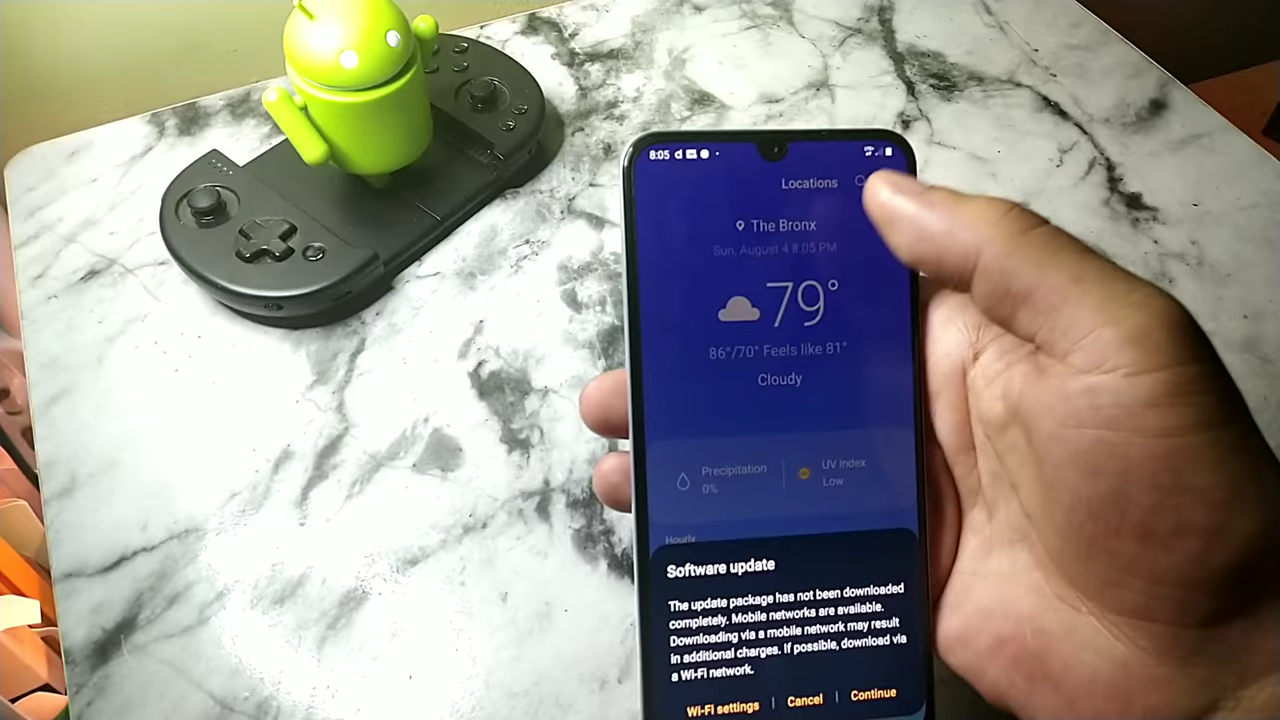 8:05
Locations
The Bronx
Sun, August 4 8:05 PM
79°
86°/70° Feels like 81°
Cloudy
Precipitation
0%
UV index
Low
Hourly
Software update
The update package has not been downloaded
completely. Mobile networks are available.
Downloading via a mobile network may result
in additional charges. If possible, download via
a Wi-Fi network.
Wi-Fi settings | Cancel | Continue